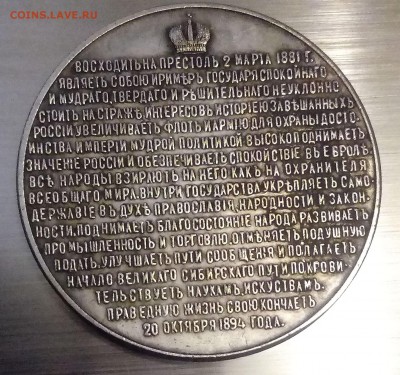 COINS.LAVE.RU
ВОСХОДИТЬ НА ПРЕСТОЛЪ 2 МАРТА 1881 Г.
ЯВЛЯЕТЪ СОБОЮ ПРИМѢРЪ ГОСУДАРЯ СПОКОЙНАГО
И МУДРАГО, ТВЕРДАГО И РѢШИТЕЛЬНАГО НЕУКЛОННО
СТОИТЪ НА СТРАЖѢ ИНТЕРЕСОВЪ ИСТОРІЕЮ ЗАВѢЩАННЫХЪ
РОССІИ УВЕЛИЧИВАЕТЪ ФЛОТЪ И АРМІЮ ДЛЯ ОХРАНЫ ДОСТО-
ИНСТВА ИМПЕРІИ МУДРОЙ ПОЛИТИКОЙ ВЫСОКО ПОДНИМАЕТЪ
ЗНАЧЕНІЕ РОССІИ И ОБЕЗПЕЧИВАЕТЪ СПОКОЙСТВІЕ ВЪ ЕВРОПѢ
ВСѢ НАРОДЫ ВЗИРАЮТЪ НА НЕГО КАКЪ НА ОХРАНИТЕЛЯ
ВСЕОБЩАГО МИРА. ВНУТРИ ГОСУДАРСТВА УКРѢПЛЯЕТЪ САМО-
ДЕРЖАВІЕ ВЪ ДУХѢ ПРАВОСЛАВІЯ, НАРОДНОСТИ И ЗАКОН-
НОСТИ. ПОДНИМАЕТЪ БЛАГОСОСТОЯНІЕ НАРОДА РАЗВИВАЕТЪ
ПРОМЫШЛЕННОСТЬ И ТОРГОВЛЮ. ОТМѢНЯЕТЪ ПОДУШНУЮ
ПОДАТЬ, УЛУЧШАЕТЪ ПУТИ СООБЩЕНІЯ И ПОЛАГАЕТЪ
НАЧАЛО ВЕЛИКАГО СИБИРСКАГО ПУТИ ПОКРОВИ-
ТЕЛЬСТВУЕТЪ НАУКАМЪ, ИСКУСТВАМЪ.
ПРАВЕДНУЮ ЖИЗНЬ СВОЮ КОНЧАЕТЪ
20 ОКТЯБРЯ 1894 ГОДА.